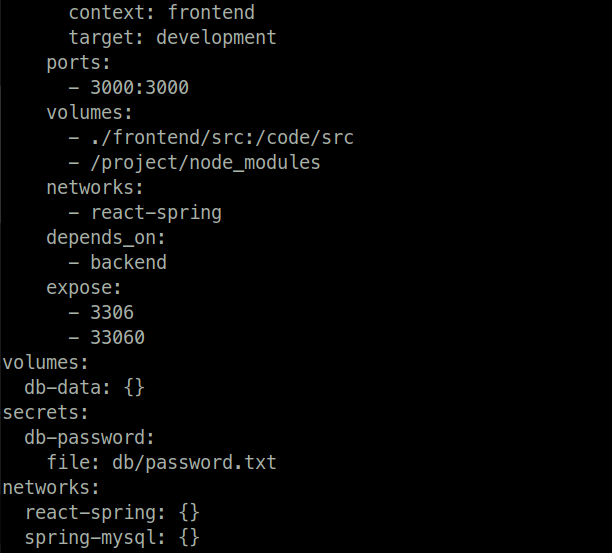 context: frontend
      target: development
    ports:
      - 3000:3000
    volumes:
      - ./frontend/src:/code/src
      - /project/node_modules
    networks:
      - react-spring
    depends_on:
      - backend
    expose:
      - 3306
      - 33060
volumes:
  db-data: {}
secrets:
  db-password:
    file: db/password.txt
networks:
  react-spring: {}
  spring-mysql: {}